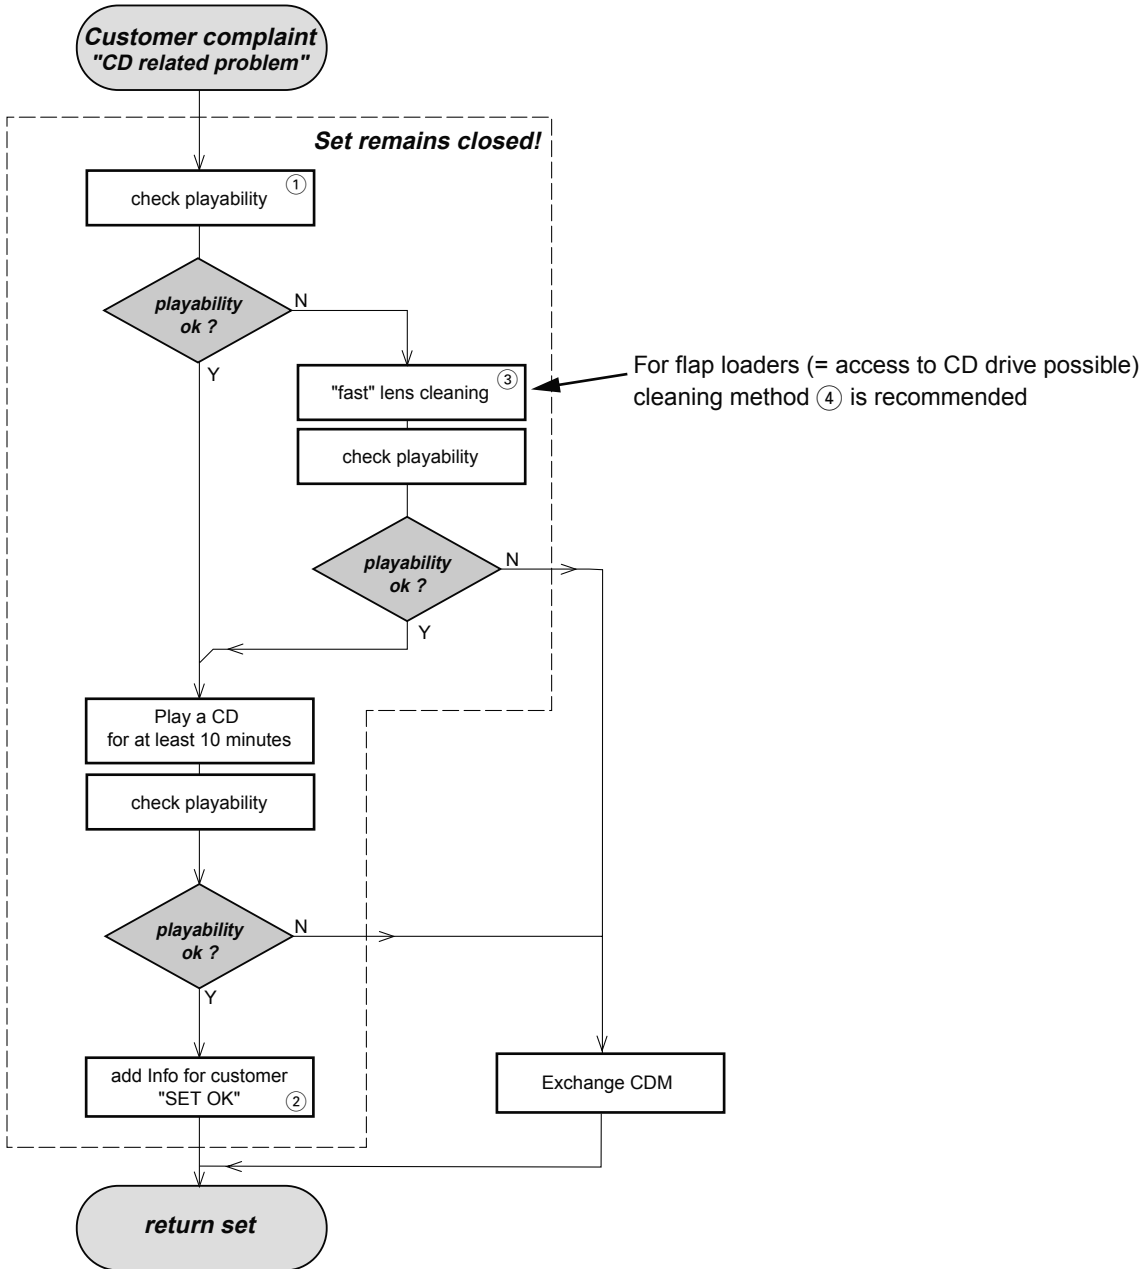 Customer complaint
"CD related problem"
Set remains closed!
check playability ①
playability
ok ?
N
Y
"fast" lens cleaning ③
For flap loaders (= access to CD drive possible)
cleaning method ④ is recommended
check playability
playability
ok ?
N
Y
Play a CD
for at least 10 minutes
check playability
playability
ok ?
N
Y
add Info for customer
"SET OK" ②
Exchange CDM
return set